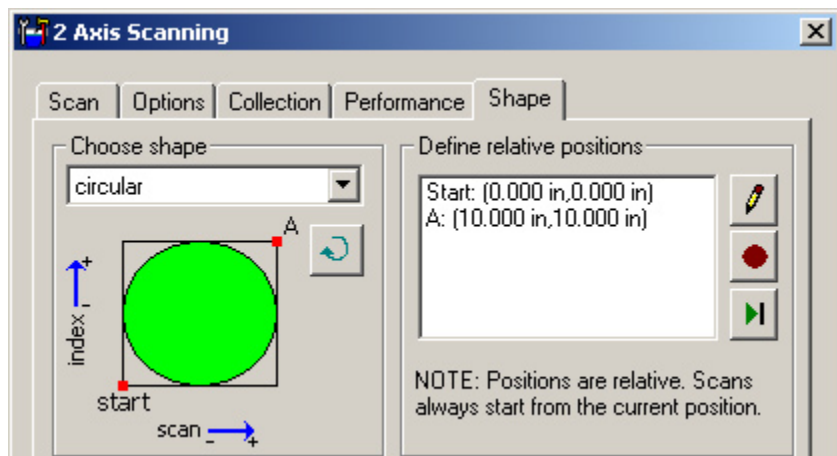 2 Axis Scanning
Scan Options Collection Performance Shape
Choose shape
circular
A
+
index
-
start
scan - +
Define relative positions
Start: (0.000 in,0.000 in)
A: (10.000 in,10.000 in)
NOTE: Positions are relative. Scans
always start from the current position.